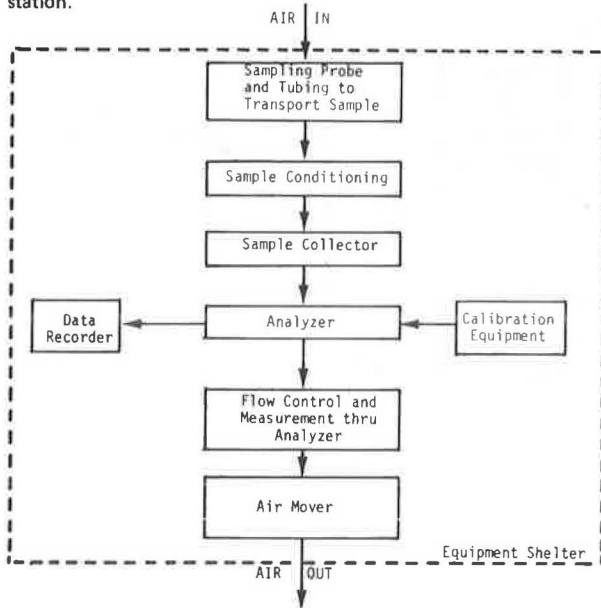 station.
AIR IN
Sampling Probe
and Tubing to
Transport Sample
Sample Conditioning
Sample Collector
Data
Recorder
Analyzer
Calibration
Equipment
Flow Control and
Measurement thru
Analyzer
Air Mover
Equipment Shelter
AIR OUT